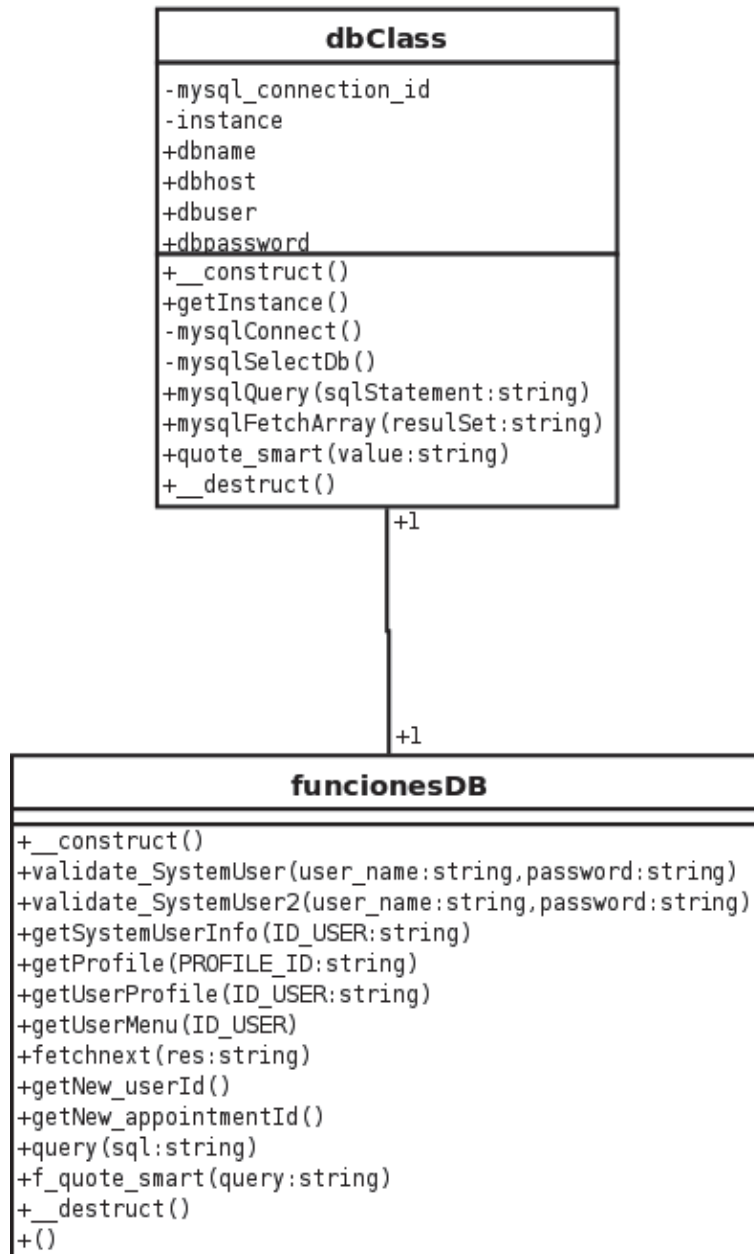 dbClass
-mysql_connection_id
-instance
+dbname
+dbhost
+dbuser
+dbpassword
+__construct()
+getInstance()
-mysqlConnect()
-mysqlSelectDb()
+mysqlQuery(sqlStatement:string)
+mysqlFetchArray(resulSet:string)
+quote_smart(value:string)
+__destruct()
+1
+1
funcionesDB
+__construct()
+validate_SystemUser(user_name:string,password:string)
+validate_SystemUser2(user_name:string,password:string)
+getSystemUserInfo(ID_USER:string)
+getProfile(PROFILE_ID:string)
+getUserProfile(ID_USER:string)
+getUserMenu(ID_USER)
+fetchnext(res:string)
+getNew_userId()
+getNew_appointmentId()
+query(sql:string)
+f_quote_smart(query:string)
+__destruct()
+()